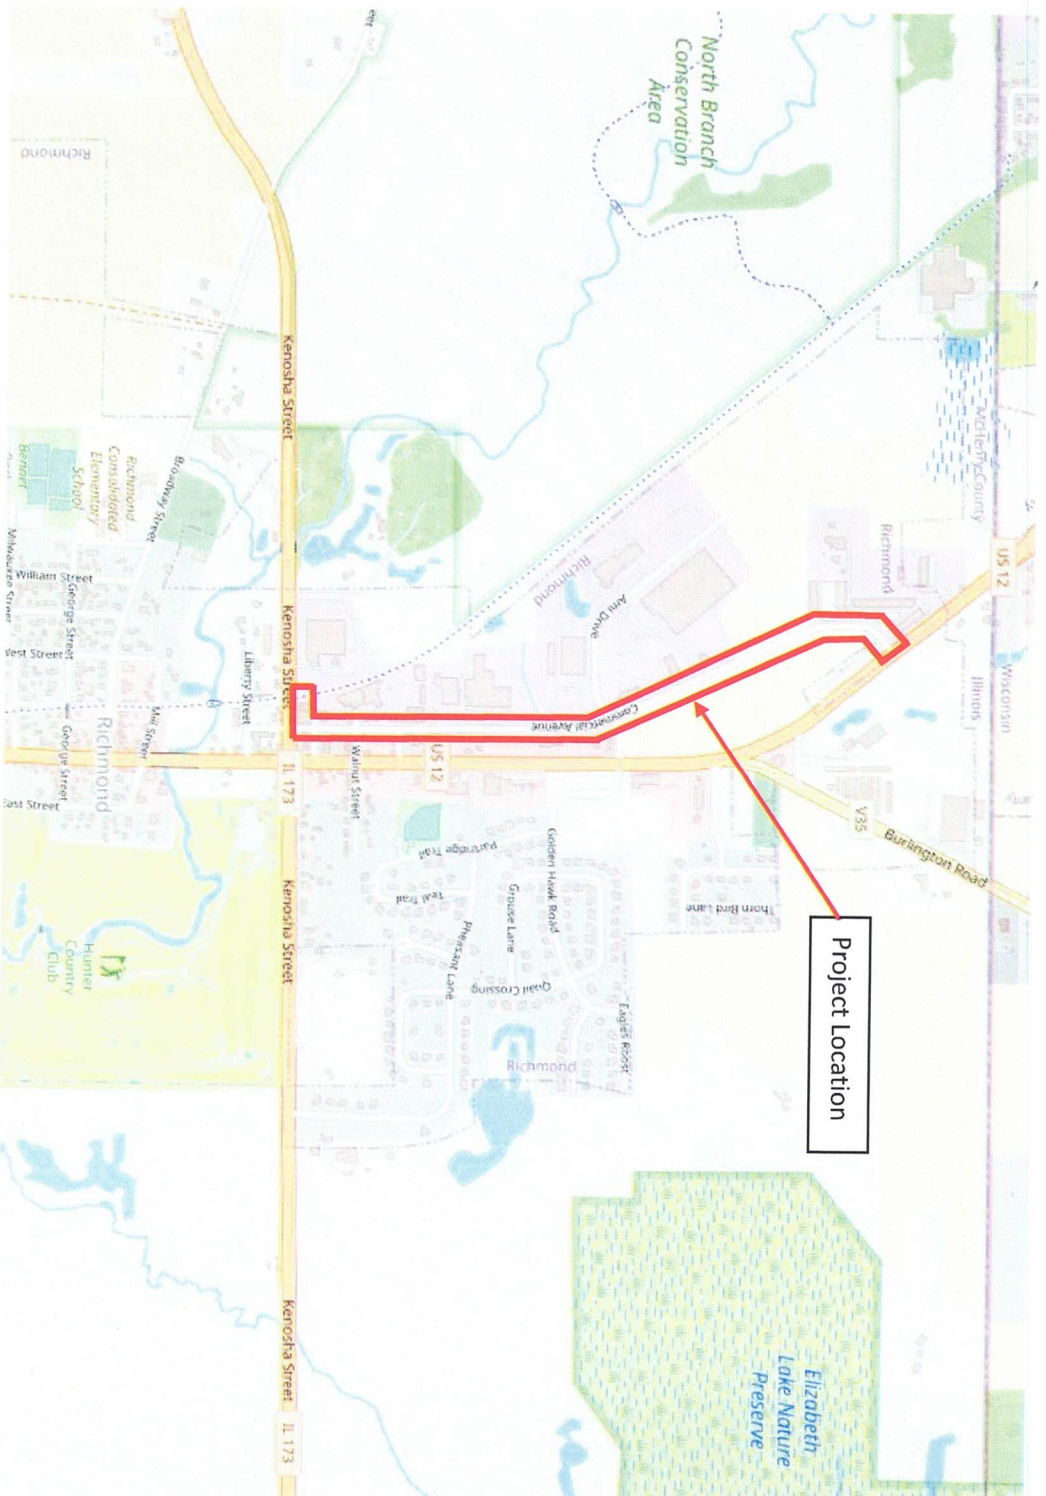 US 12
Wisconsin
Illinois
McHenry County
Richmond
V35
Burlington Road
Project Location
Elizabeth
Lake Nature
Preserve
North Branch
Conservation
Area
Thorn Bird Lane
Richmond
Ami Drive
Commercial Avenue
Eagles Roost
Golden Hawk Road
Grouse Lane
Quail Crossing
Richmond
Pheasant Lane
Partridge Trail
Teal Trail
US 12
Walnut Street
Kenosha Street
Kenosha Street
IL 173
Kenosha Street
Kenosha Street
IL 173
Liberty Street
Broadway Street
Mill Street
Richmond
Hunter
Country
Club
Richmond
Consolidated
Elementary
School
Richmond
William Street
George Street
West Street
George Street
East Street
Bennet
Milwaukee Street